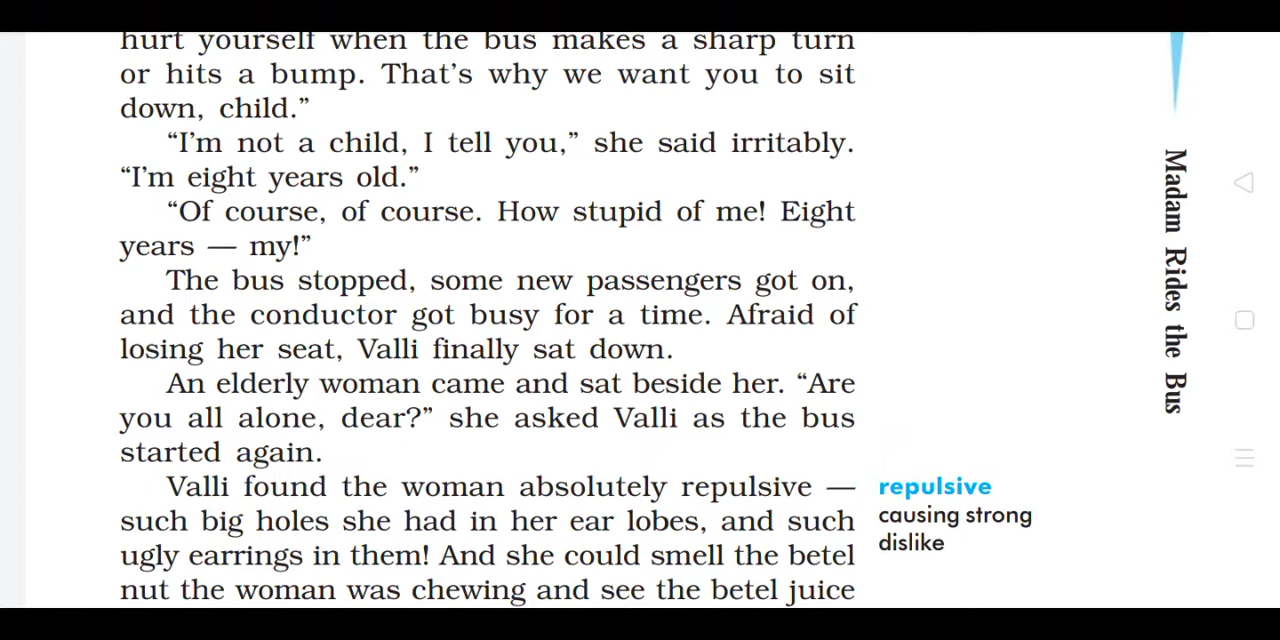 hurt yourself when the bus makes a sharp turn
or hits a bump. That's why we want you to sit
down, child.”
“I'm not a child, I tell you,” she said irritably.
“I'm eight years old.”
“Of course, of course. How stupid of me! Eight
years — my!”
The bus stopped, some new passengers got on,
and the conductor got busy for a time. Afraid of
losing her seat, Valli finally sat down.
An elderly woman came and sat beside her. “Are
you all alone, dear?” she asked Valli as the bus
started again.
Valli found the woman absolutely repulsive —
such big holes she had in her ear lobes, and such
ugly earrings in them! And she could smell the betel
nut the woman was chewing and see the betel juice
repulsive
causing strong
dislike
Madam Rides the Bus